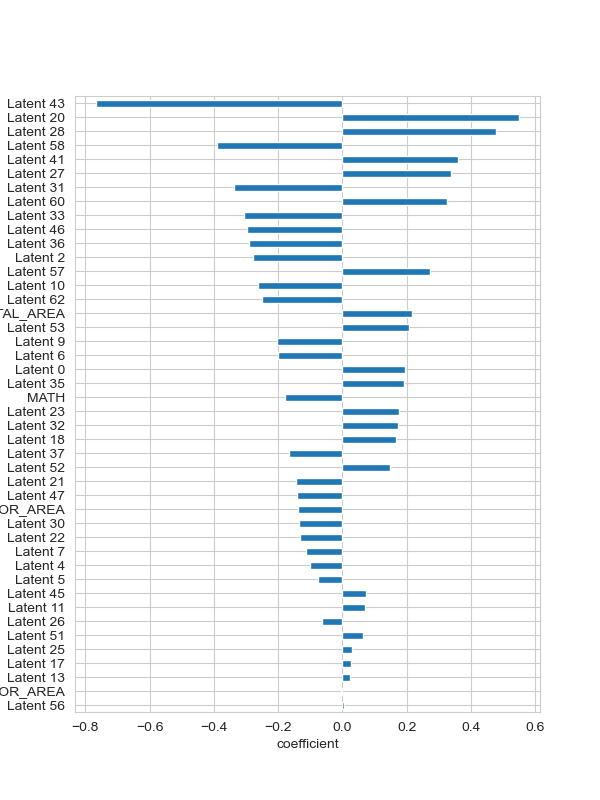 Latent 43
Latent 20
Latent 28
Latent 58
Latent 41
Latent 27
Latent 31
Latent 60
Latent 33
Latent 46
Latent 36
Latent 2
Latent 57
Latent 10
Latent 62
TAL_AREA
Latent 53
Latent 9
Latent 6
Latent 0
Latent 35
MATH
Latent 23
Latent 32
Latent 18
Latent 37
Latent 52
Latent 21
Latent 47
OR_AREA
Latent 30
Latent 22
Latent 7
Latent 4
Latent 5
Latent 45
Latent 11
Latent 26
Latent 51
Latent 25
Latent 17
Latent 13
OR_AREA
Latent 56
−0.8 −0.6 −0.4 −0.2 0.0 0.2 0.4 0.6
coefficient